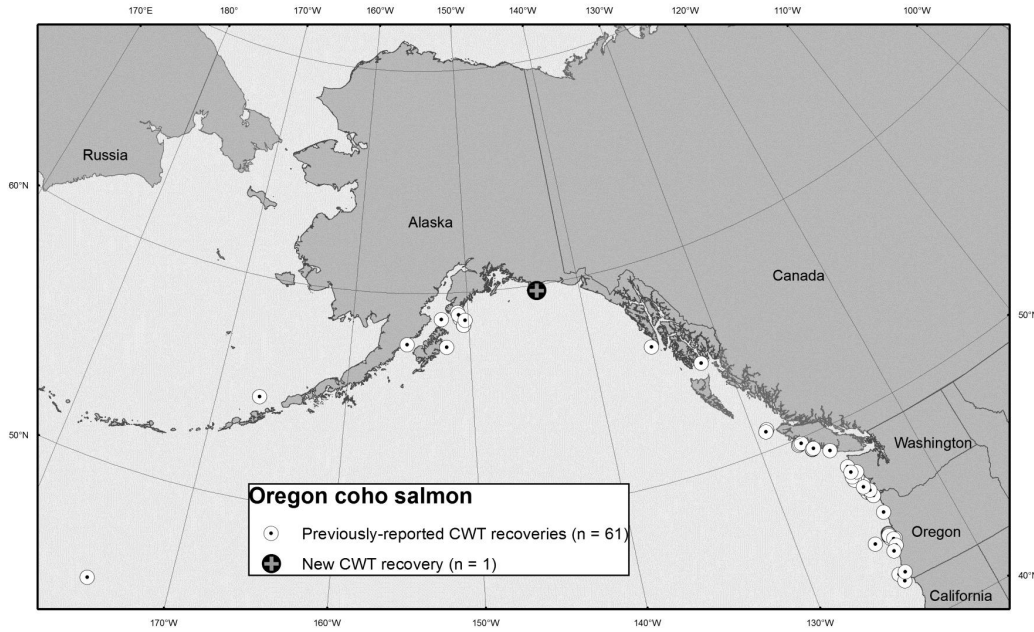 170°E 180° 170°W 160°W 150°W 140°W 130°W 120°W 110°W 100°W
Russia
60°N
Alaska
Canada
50°N
50°N
Washington
Oregon coho salmon
Previously-reported CWT recoveries (n = 61)
Oregon
New CWT recovery (n = 1)
40°N
California
170°W 160°W 150°W 140°W 130°W